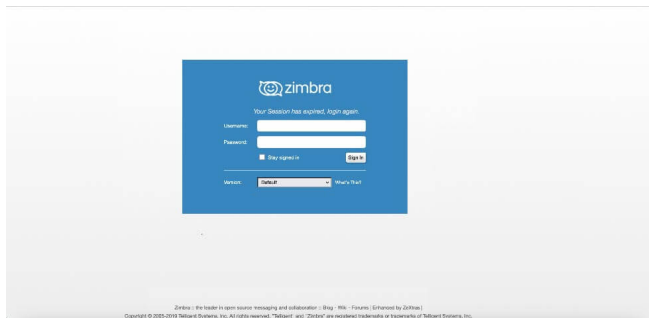 zimbra
Your Session has expired, login again.
Username:
Password:
Stay signed in
Sign In
Version:
Default
What's This?
Zimbra :: the leader in open source messaging and collaboration :: Blog - Wiki - Forums | Enhanced by Zextras |
Copyright © 2005-2019 Telligent Systems, Inc. All rights reserved. "Telligent" and "Zimbra" are registered trademarks or trademarks of Telligent Systems, Inc.